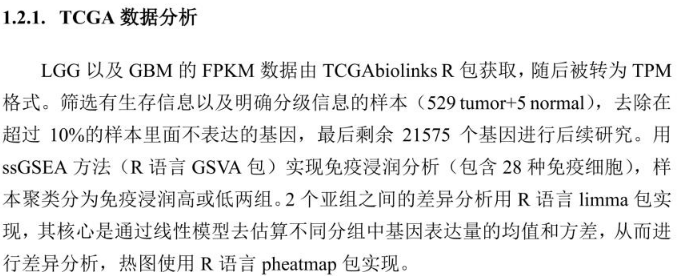 1.2.1. TCGA 数据分析
LGG 以及 GBM 的 FPKM 数据由 TCGAbiolinks R 包获取，随后被转为 TPM
格式。筛选有生存信息以及明确分级信息的样本（529 tumor+5 normal），去除在
超过 10%的样本里面不表达的基因，最后剩余 21575 个基因进行后续研究。用
ssGSEA 方法（R 语言 GSVA 包）实现免疫浸润分析（包含 28 种免疫细胞），样
本聚类分为免疫浸润高或低两组。2 个亚组之间的差异分析用 R 语言 limma 包实
现，其核心是通过线性模型去估算不同分组中基因表达量的均值和方差，从而进
行差异分析，热图使用 R 语言 pheatmap 包实现。